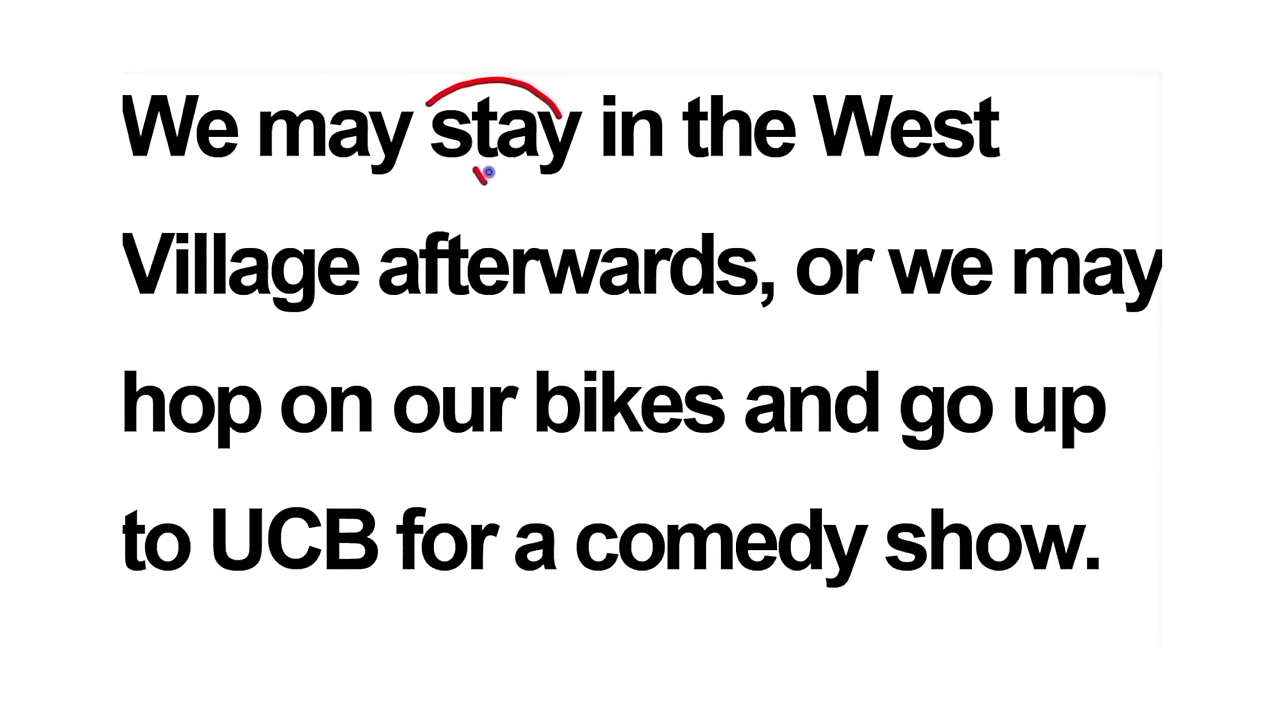 We may stay in the West
Village afterwards, or we may
hop on our bikes and go up
to UCB for a comedy show.